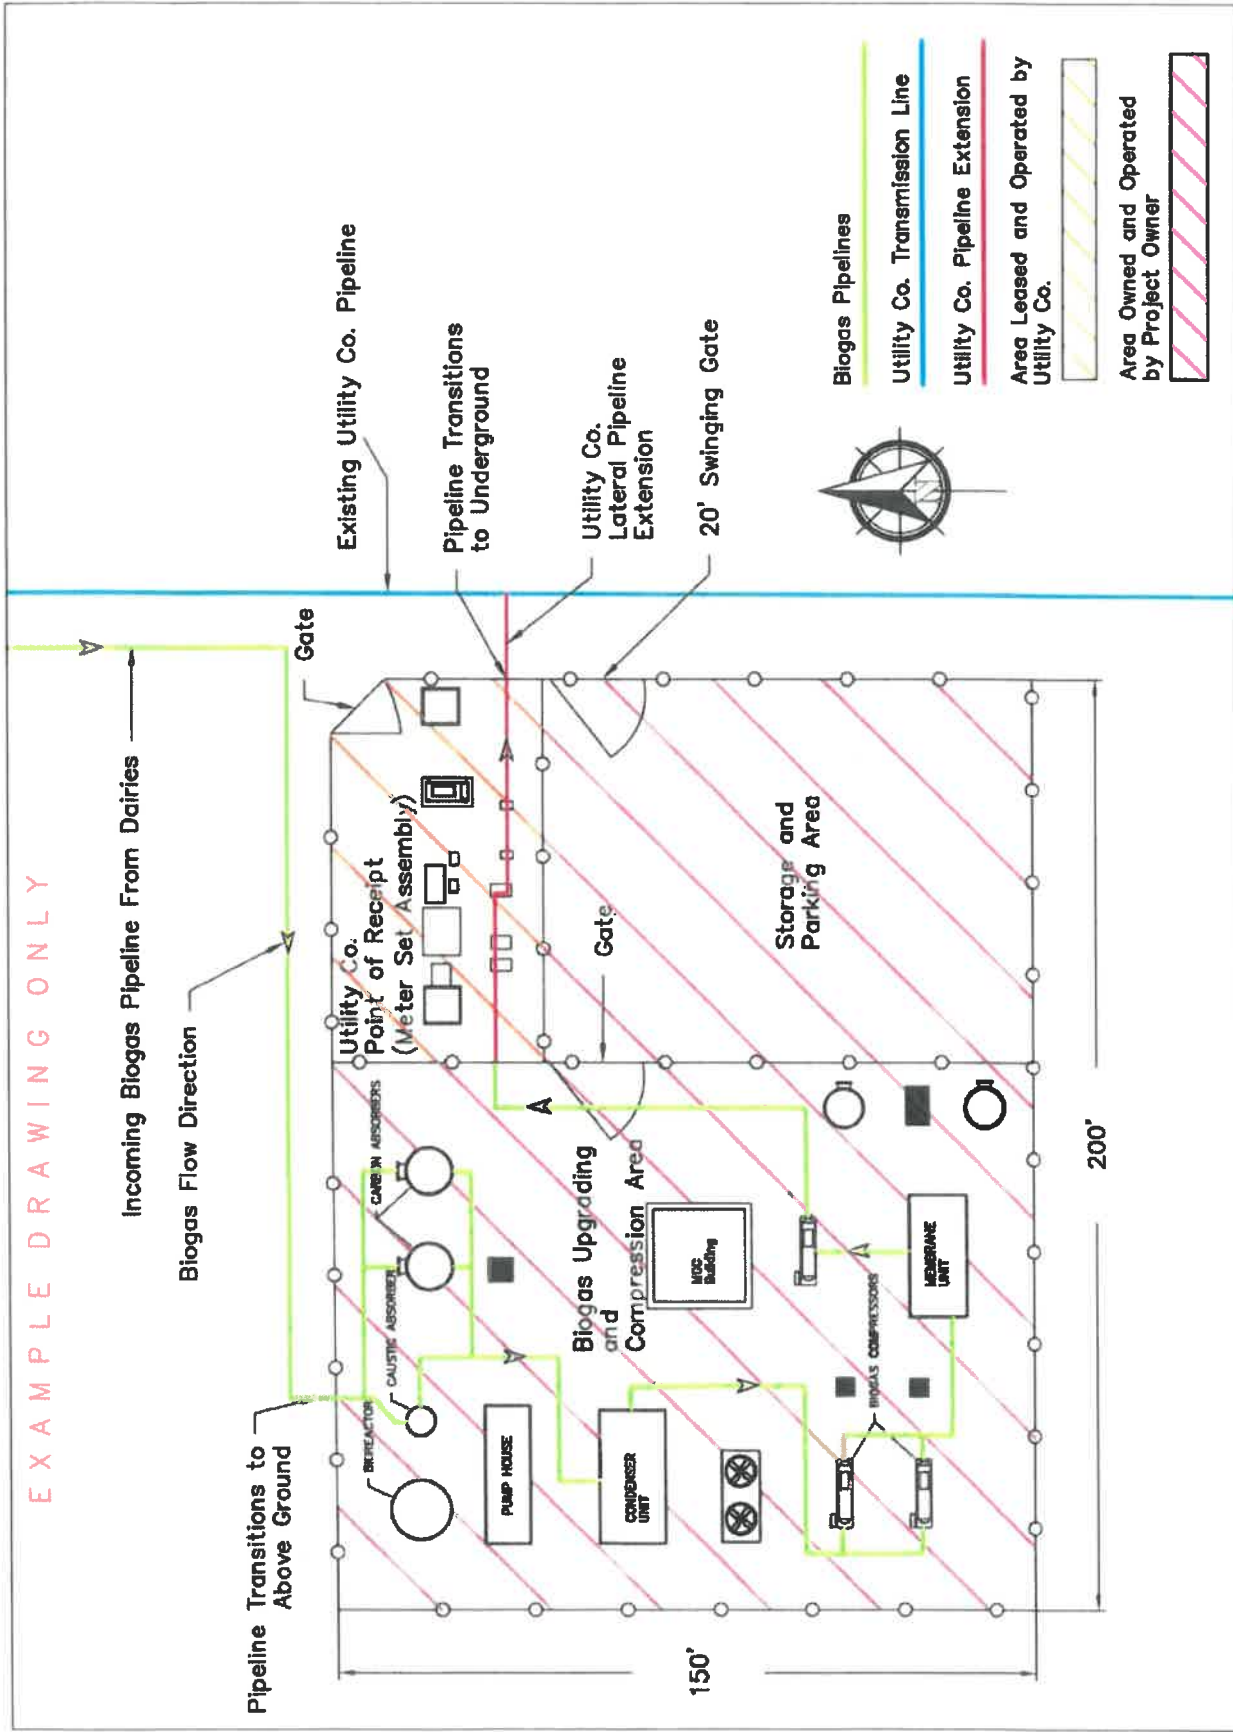 EXAMPLE DRAWING ONLY
Incoming Biogas Pipeline From Dairies
Biogas Flow Direction
Pipeline Transitions to
Above Ground
Gate
Existing Utility Co. Pipeline
Pipeline Transitions
to Underground
Utility Co.
Lateral Pipeline
Extension
20' Swinging Gate
Utility Co.
Point of Receipt
(Meter Set Assembly)
CARBON ABSORBERS
CAUSTIC ABSORBER
BIOREACTOR
PUMP HOUSE
CONDENSER
UNIT
Biogas Upgrading
and
Compression Area
MCC
Building
Gate
Storage and
Parking Area
BIOGAS COMPRESSORS
MEMBRANE
UNIT
150'
200'
N
Biogas Pipelines
Utility Co. Transmission Line
Utility Co. Pipeline Extension
Area Leased and Operated by
Utility Co.
Area Owned and Operated
by Project Owner